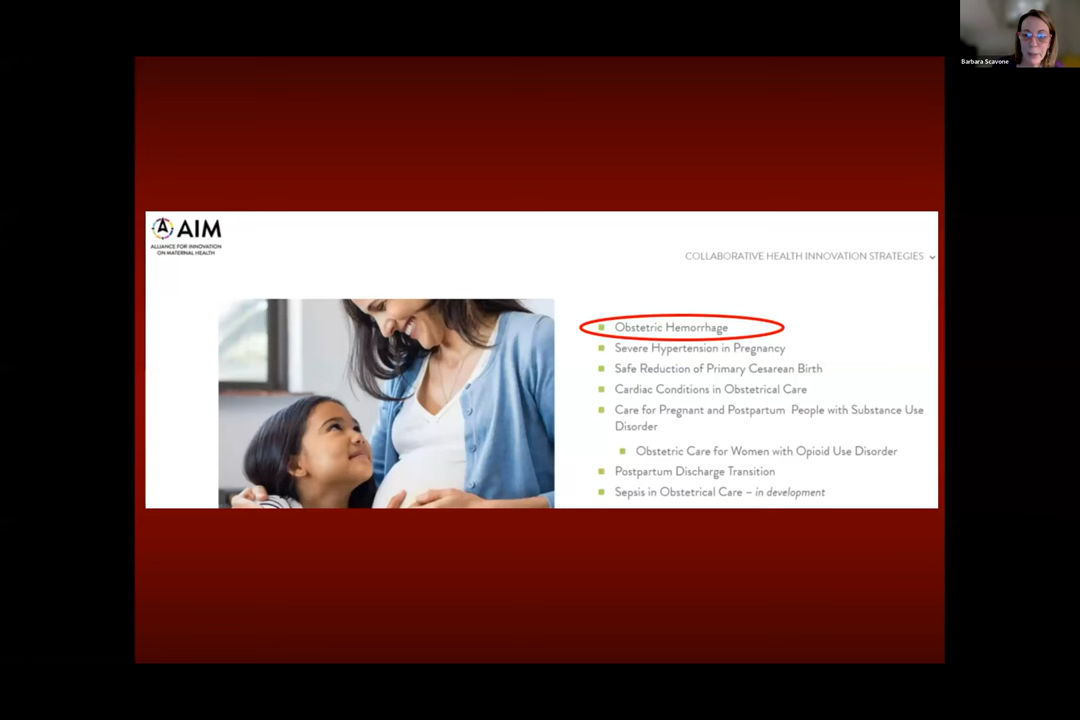 Barbara Scavone
AIM
ALLIANCE FOR INNOVATION
ON MATERNAL HEALTH
COLLABORATIVE HEALTH INNOVATION STRATEGIES
Obstetric Hemorrhage
Severe Hypertension in Pregnancy
Safe Reduction of Primary Cesarean Birth
Cardiac Conditions in Obstetrical Care
Care for Pregnant and Postpartum People with Substance Use
Disorder
Obstetric Care for Women with Opioid Use Disorder
Postpartum Discharge Transition
Sepsis in Obstetrical Care – in development